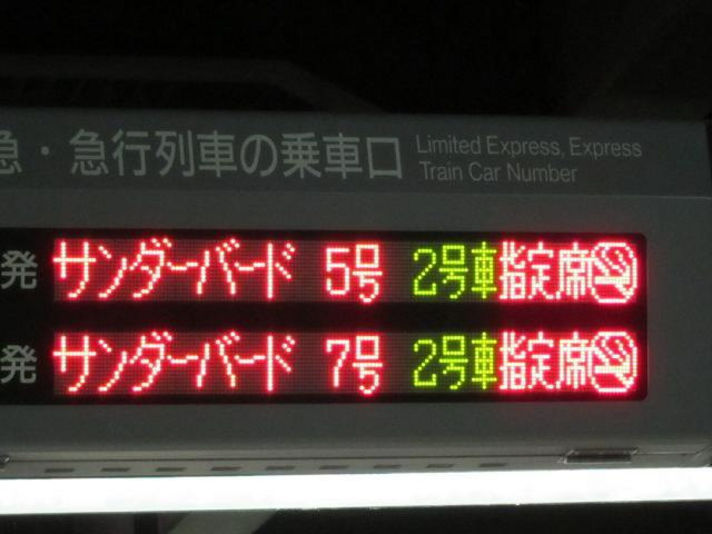 急・急行列車の乗車口
Limited Express, Express
Train Car Number
発 サンダーバード 5号 2号車指定席
発 サンダーバード 7号 2号車指定席